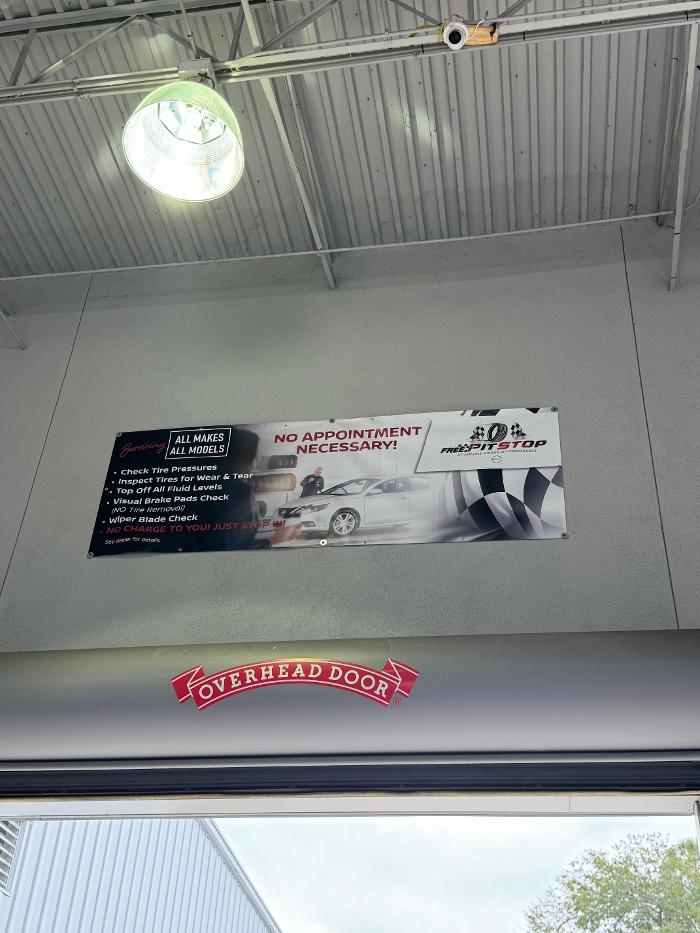 Servicing
ALL MAKES
ALL MODELS
• Check Tire Pressures
• Inspect Tires for Wear & Tear
• Top Off All Fluid Levels
• Visual Brake Pads Check
(NO Tire Removal)
• Wiper Blade Check
• NO CHARGE TO YOU! JUST STOP IN!
See dealer for details.
NO APPOINTMENT
NECESSARY!
FREE PIT STOP
OVERHEAD DOOR®